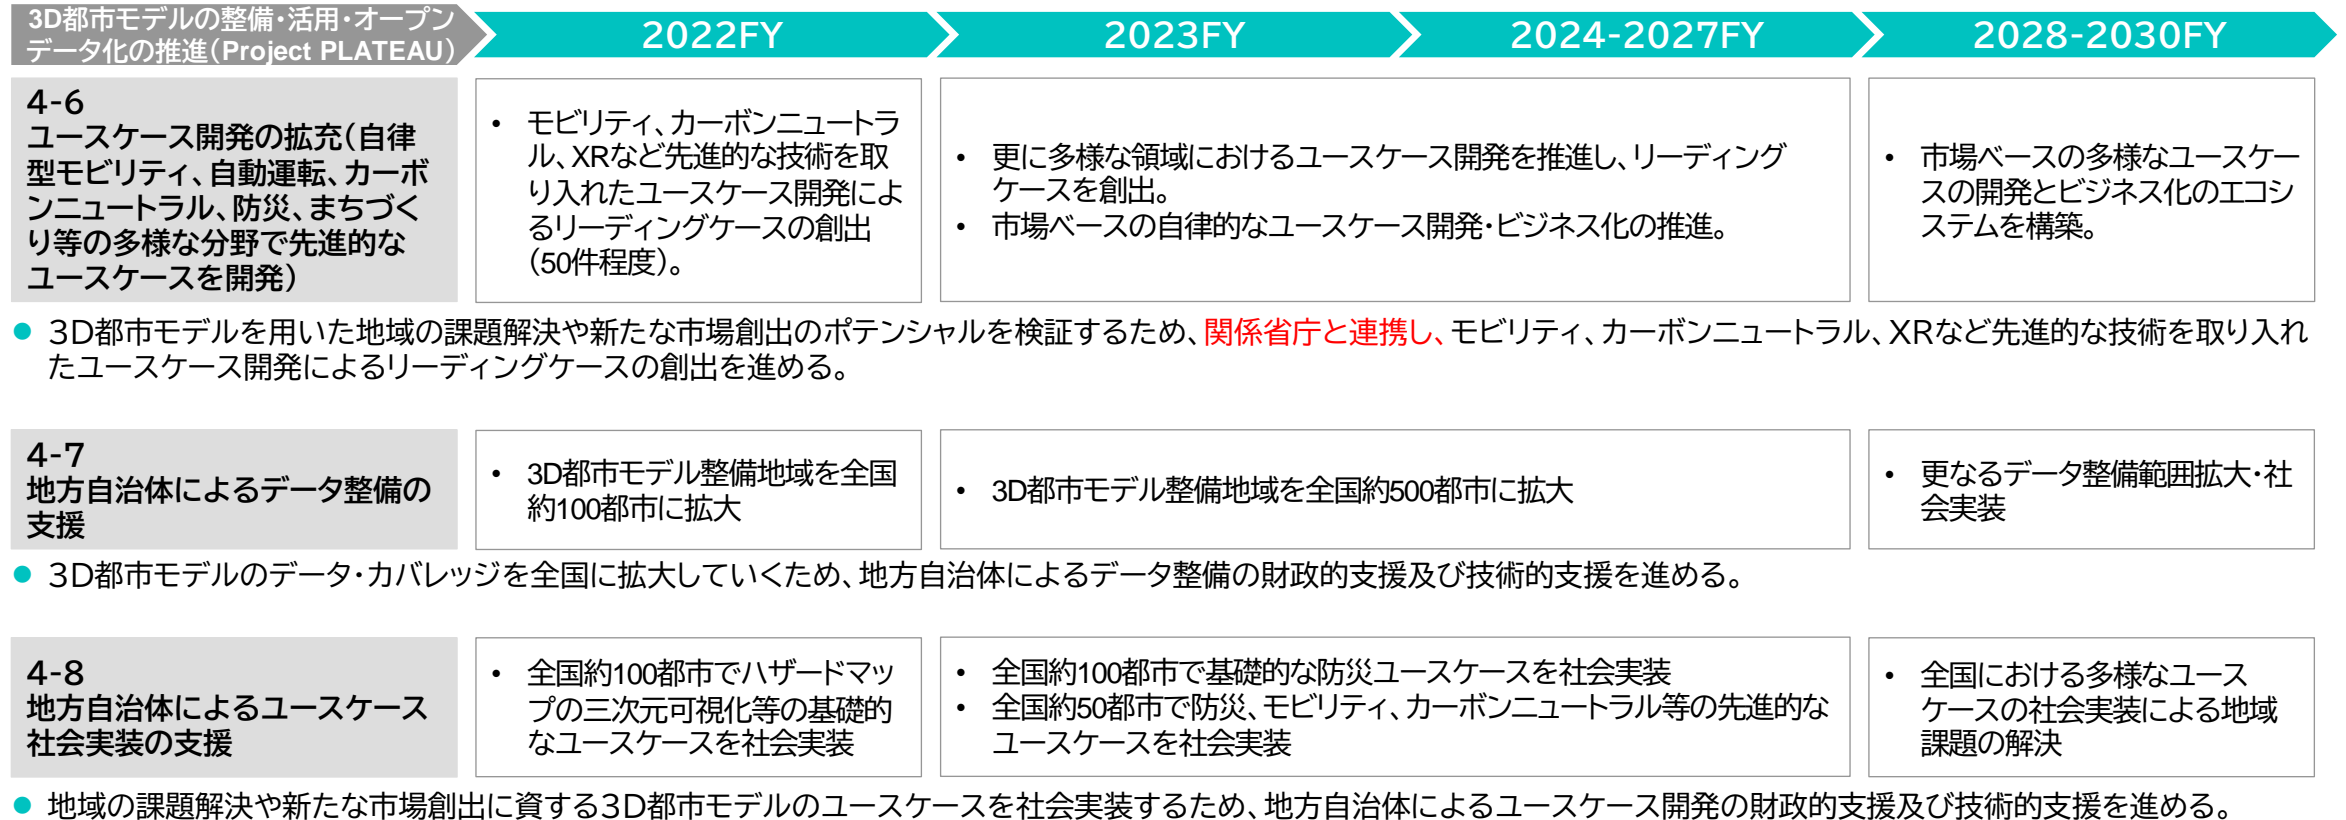 3D都市モデルの整備・活用・オープン
データ化の推進（Project PLATEAU）
2022FY
2023FY
2024-2027FY
2028-2030FY
4-6
ユースケース開発の拡充（自律
型モビリティ、自動運転、カーボ
ンニュートラル、防災、まちづく
り等の多様な分野で先進的な
ユースケースを開発）
• モビリティ、カーボンニュートラ
ル、XRなど先進的な技術を取
り入れたユースケース開発によ
るリーディングケースの創出
（50件程度）。
• 更に多様な領域におけるユースケース開発を推進し、リーディング
ケースを創出。
• 市場ベースの自律的なユースケース開発・ビジネス化の推進。
• 市場ベースの多様なユースケー
スの開発とビジネス化のエコシ
ステムを構築。
● 3D都市モデルを用いた地域の課題解決や新たな市場創出のポテンシャルを検証するため、関係省庁と連携し、モビリティ、カーボンニュートラル、XRなど先進的な技術を取り入れ
たユースケース開発によるリーディングケースの創出を進める。
4-7
地方自治体によるデータ整備の
支援
• 3D都市モデル整備地域を全国
約100都市に拡大
• 3D都市モデル整備地域を全国約500都市に拡大
• 更なるデータ整備範囲拡大・社
会実装
● 3D都市モデルのデータ・カバレッジを全国に拡大していくため、地方自治体によるデータ整備の財政的支援及び技術的支援を進める。
4-8
地方自治体によるユースケース
社会実装の支援
• 全国約100都市でハザードマッ
プの三次元可視化等の基礎的
なユースケースを社会実装
• 全国約100都市で基礎的な防災ユースケースを社会実装
• 全国約50都市で防災、モビリティ、カーボンニュートラル等の先進的な
ユースケースを社会実装
• 全国における多様なユース
ケースの社会実装による地域
課題の解決
● 地域の課題解決や新たな市場創出に資する3D都市モデルのユースケースを社会実装するため、地方自治体によるユースケース開発の財政的支援及び技術的支援を進める。